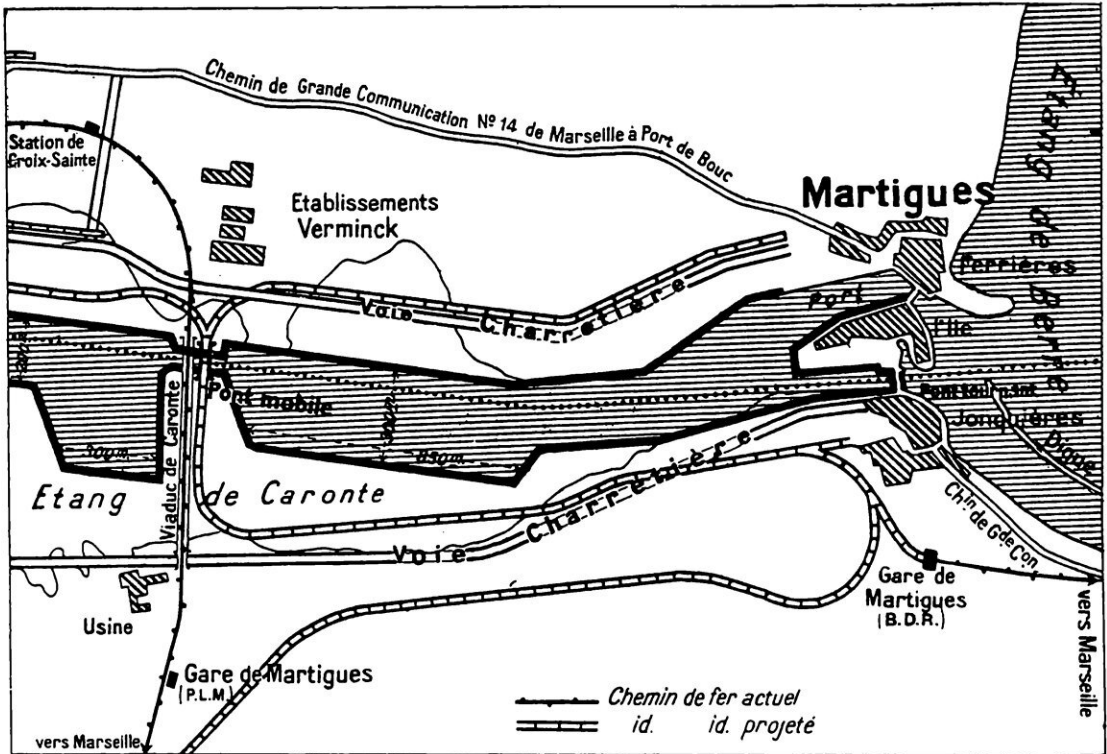 Chemin de Grande Communication Nº 14 de Marseille à Port de Bouc
Station de
Croix-Sainte
Etablissements
Verminck
Martigues
Etang de Berre
Ferrières
Port
l'Ile
Voie Charretière
200m.
Pont mobile
300m.
Pont tournant
Jonquières
Digue
300m.
850m.
Viaduc de Caronte
Etang de Caronte
Voie Charretière
Chin de Gde Con
Gare de
Martigues
(B.D.R.)
vers Marseille
Usine
Gare de Martigues
(P.L.M.)
vers Marseille
Chemin de fer actuel
id. id. projeté